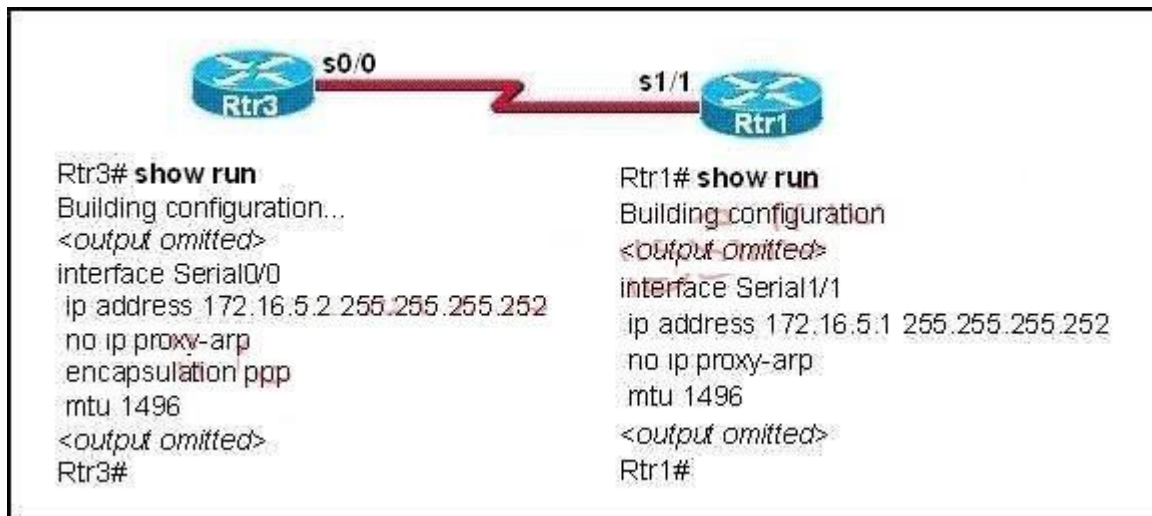 s0/0
s1/1
Rtr3
Rtr1
Rtr3# show run
Building configuration...
<output omitted>
interface Serial0/0
ip address 172.16.5.2 255.255.255.252
no ip proxy-arp
encapsulation ppp
mtu 1496
<output omitted>
Rtr3#
Rtr1# show run
Building configuration
<output omitted>
interface Serial1/1
ip address 172.16.5.1 255.255.255.252
no ip proxy-arp
mtu 1496
<output omitted>
Rtr1#